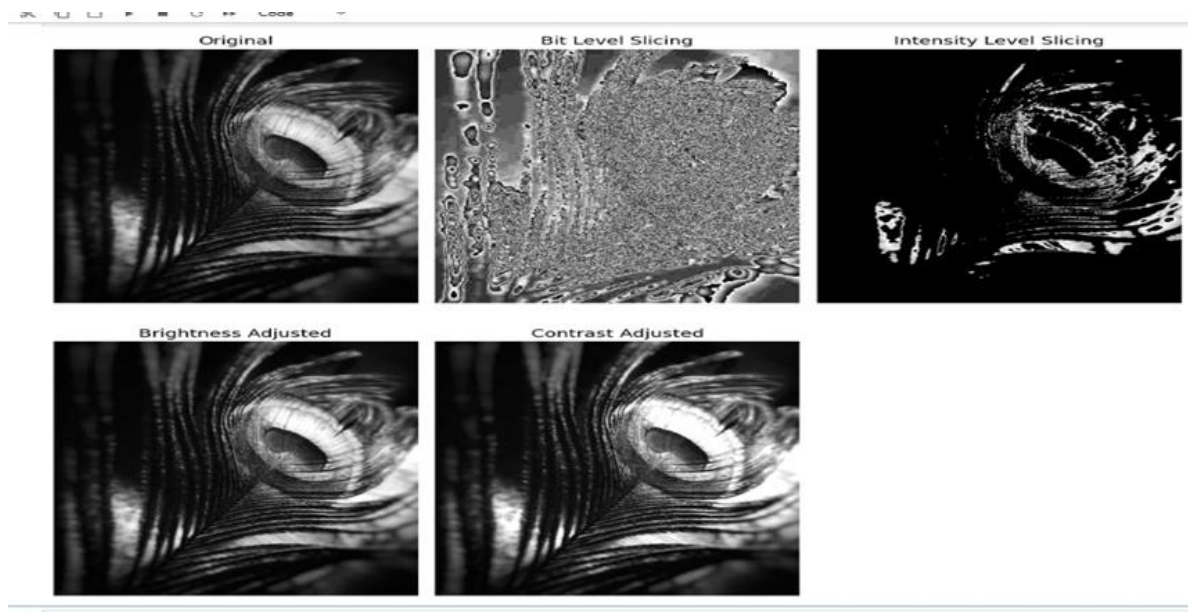 Code
Original
Bit Level Slicing
Intensity Level Slicing
Brightness Adjusted
Contrast Adjusted